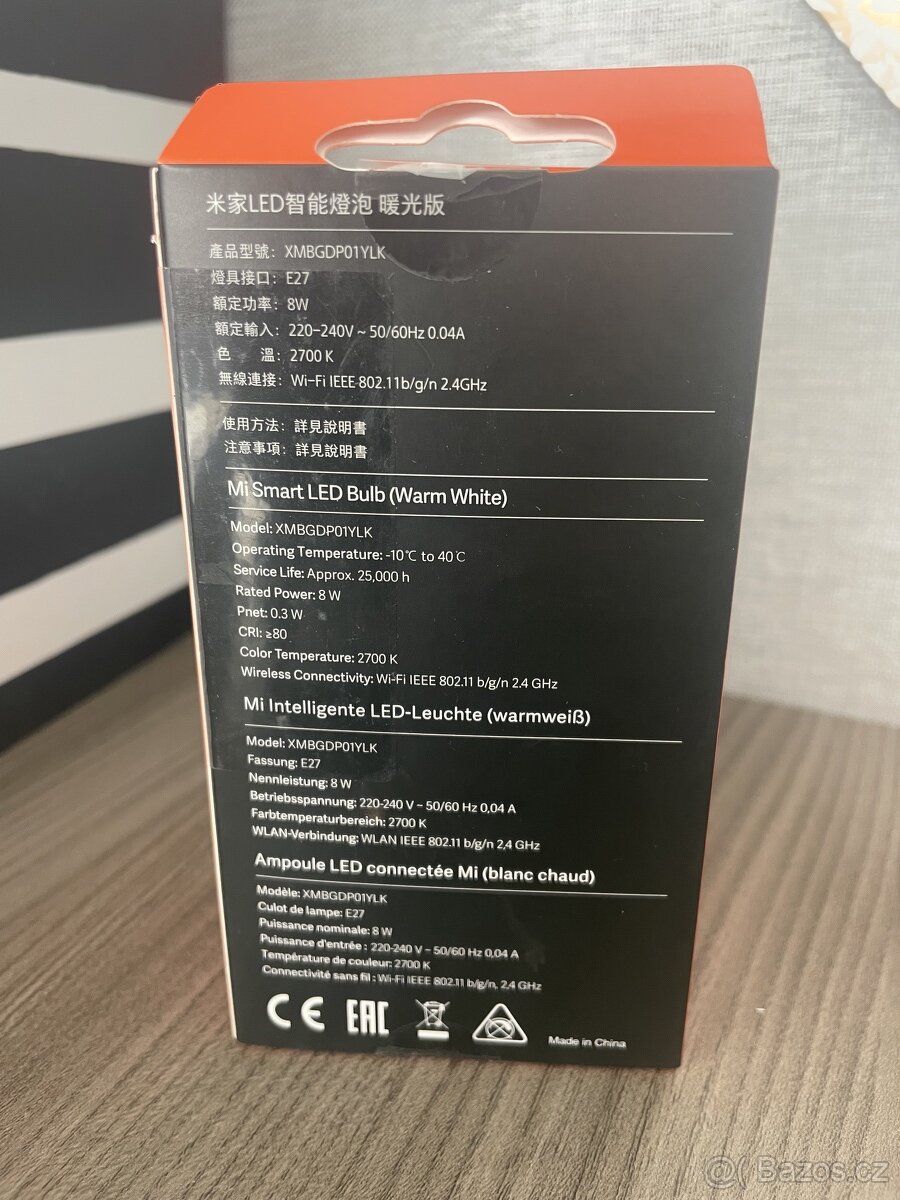 米家LED智能燈泡 暖光版
產品型號： XMBGDP01YLK
燈具接口： E27
額定功率： 8W
額定輸入： 220-240V ~ 50/60Hz 0.04A
色 溫： 2700 K
無線連接： Wi-Fi IEEE 802.11b/g/n 2.4GHz
使用方法： 詳見說明書
注意事項： 詳見說明書
Mi Smart LED Bulb (Warm White)
Model: XMBGDP01YLK
Operating Temperature: -10℃ to 40℃
Service Life: Approx. 25,000 h
Rated Power: 8 W
Pnet: 0.3 W
CRI: ≥80
Color Temperature: 2700 K
Wireless Connectivity: Wi-Fi IEEE 802.11 b/g/n 2.4 GHz
Mi Intelligente LED-Leuchte (warmweiß)
Model: XMBGDP01YLK
Fassung: E27
Nennleistung: 8 W
Betriebsspannung: 220-240 V ~ 50/60 Hz 0,04 A
Farbtemperaturbereich: 2700 K
WLAN-Verbindung: WLAN IEEE 802.11 b/g/n 2,4 GHz
Ampoule LED connectée Mi (blanc chaud)
Modèle: XMBGDP01YLK
Culot de lampe: E27
Puissance nominale: 8 W
Puissance d'entrée : 220-240 V ~ 50/60 Hz 0,04 A
Température de couleur: 2700 K
Connectivité sans fil : Wi-Fi IEEE 802.11 b/g/n, 2,4 GHz
CE EAC
Made in China
Bazos.cz